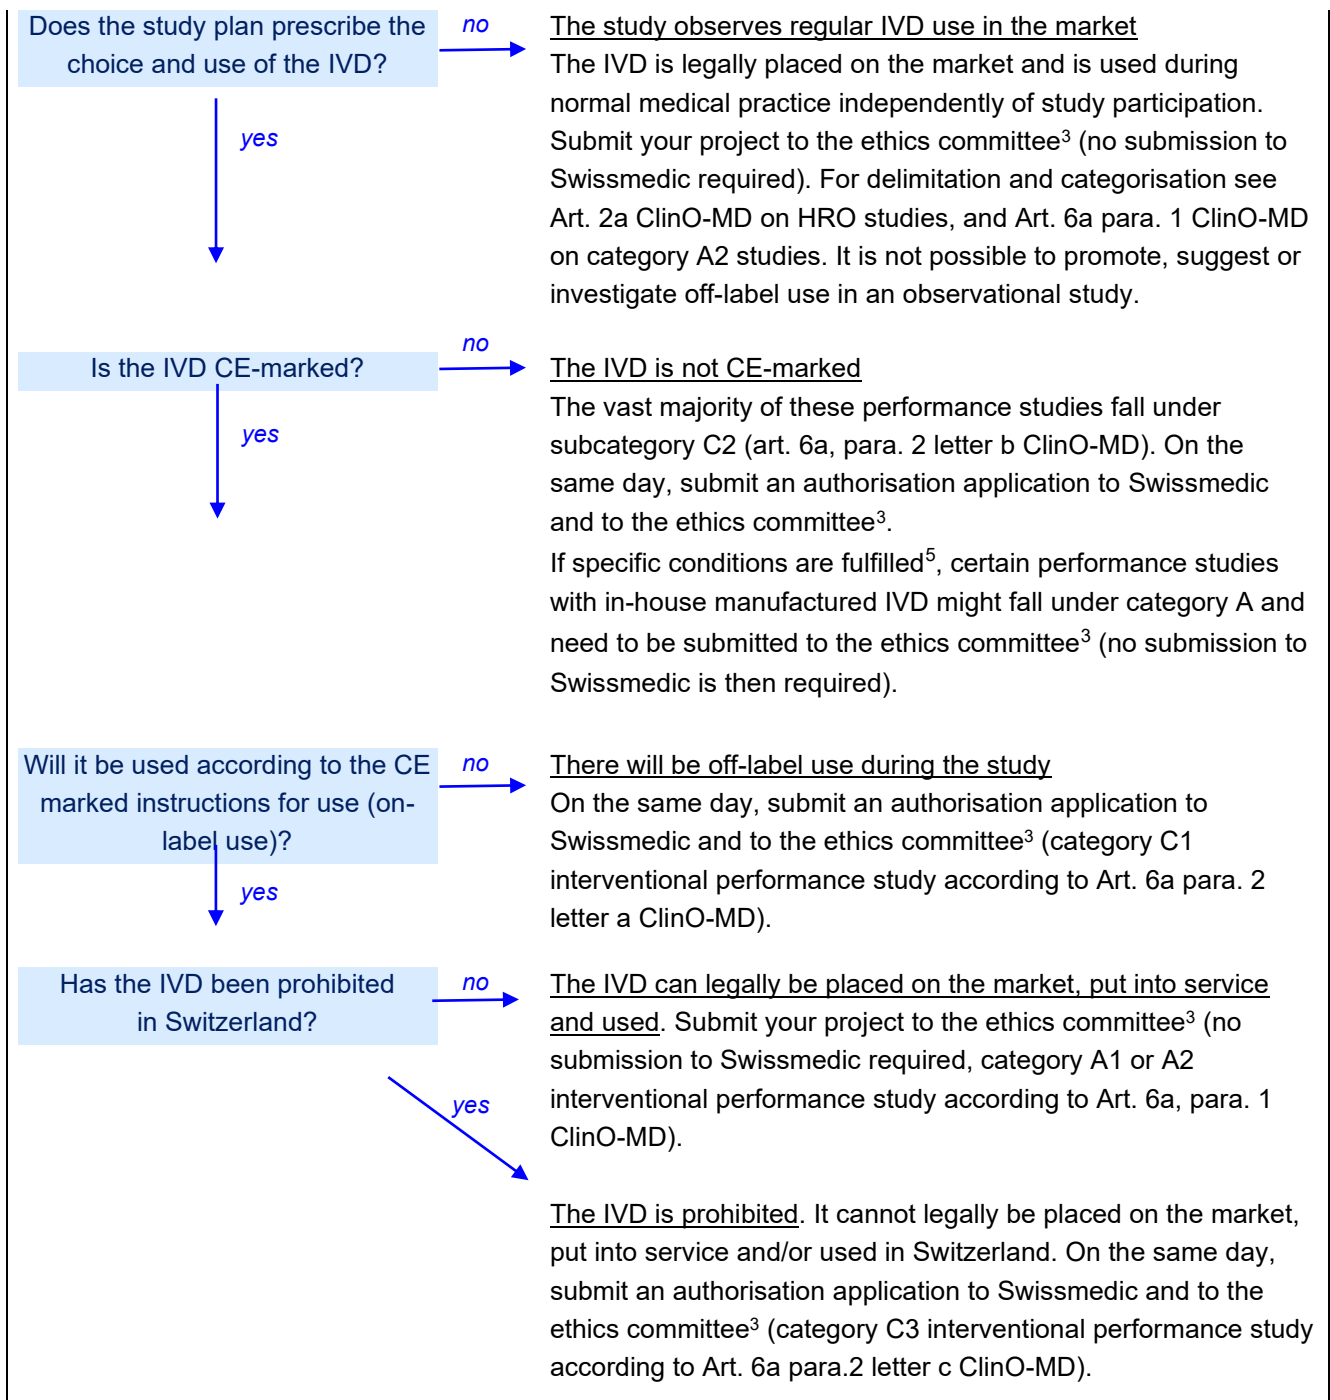 Does the study plan prescribe the
choice and use of the IVD?
no
yes
The study observes regular IVD use in the market
The IVD is legally placed on the market and is used during
normal medical practice independently of study participation.
Submit your project to the ethics committee³ (no submission to
Swissmedic required). For delimitation and categorisation see
Art. 2a ClinO-MD on HRO studies, and Art. 6a para. 1 ClinO-MD
on category A2 studies. It is not possible to promote, suggest or
investigate off-label use in an observational study.
Is the IVD CE-marked?
no
yes
The IVD is not CE-marked
The vast majority of these performance studies fall under
subcategory C2 (art. 6a, para. 2 letter b ClinO-MD). On the
same day, submit an authorisation application to Swissmedic
and to the ethics committee³.
If specific conditions are fulfilled⁵, certain performance studies
with in-house manufactured IVD might fall under category A and
need to be submitted to the ethics committee³ (no submission to
Swissmedic is then required).
Will it be used according to the CE
marked instructions for use (on-
label use)?
no
yes
There will be off-label use during the study
On the same day, submit an authorisation application to
Swissmedic and to the ethics committee³ (category C1
interventional performance study according to Art. 6a para. 2
letter a ClinO-MD).
Has the IVD been prohibited
in Switzerland?
no
yes
The IVD can legally be placed on the market, put into service
and used. Submit your project to the ethics committee³ (no
submission to Swissmedic required, category A1 or A2
interventional performance study according to Art. 6a, para. 1
ClinO-MD).
The IVD is prohibited. It cannot legally be placed on the market,
put into service and/or used in Switzerland. On the same day,
submit an authorisation application to Swissmedic and to the
ethics committee³ (category C3 interventional performance study
according to Art. 6a para.2 letter c ClinO-MD).